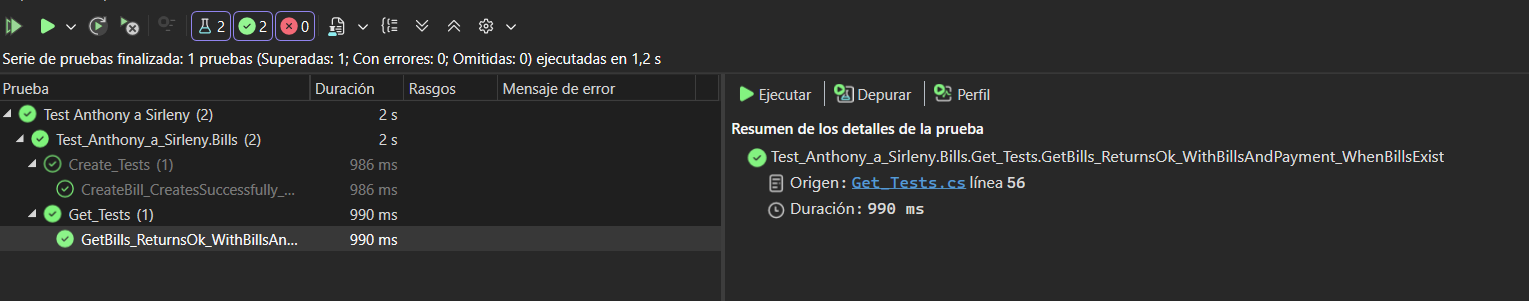 2 2 0
Serie de pruebas finalizada: 1 pruebas (Superadas: 1; Con errores: 0; Omitidas: 0) ejecutadas en 1,2 s
Prueba Duración Rasgos Mensaje de error
Test Anthony a Sirleny (2) 2 s
Test_Anthony_a_Sirleny.Bills (2) 2 s
Create_Tests (1) 986 ms
CreateBill_CreatesSuccessfully_... 986 ms
Get_Tests (1) 990 ms
GetBills_ReturnsOk_WithBillsAn... 990 ms
Ejecutar Depurar Perfil
Resumen de los detalles de la prueba
Test_Anthony_a_Sirleny.Bills.Get_Tests.GetBills_ReturnsOk_WithBillsAndPayment_WhenBillsExist
Origen: Get_Tests.cs línea 56
Duración: 990 ms